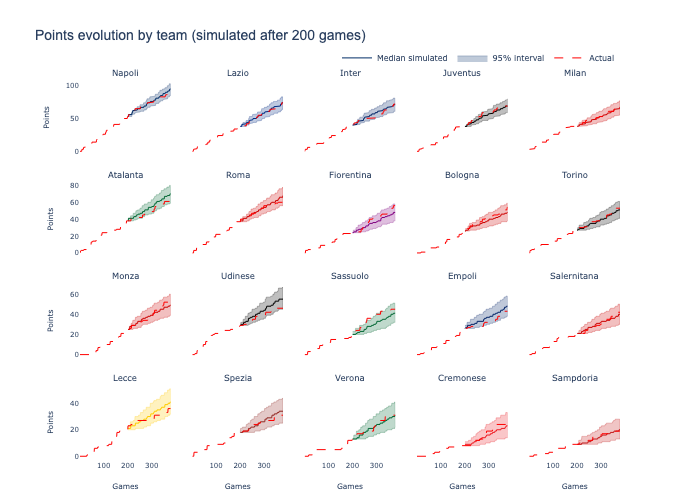 Points evolution by team (simulated after 200 games)
Median simulated 95% interval Actual
Napoli Lazio Inter Juventus Milan
100
50
0
Points
Atalanta Roma Fiorentina Bologna Torino
80
60
40
20
0
Points
Monza Udinese Sassuolo Empoli Salernitana
60
40
20
0
Points
Lecce Spezia Verona Cremonese Sampdoria
40
20
0
Points
100 200 300 100 200 300 100 200 300 100 200 300 100 200 300
Games Games Games Games Games